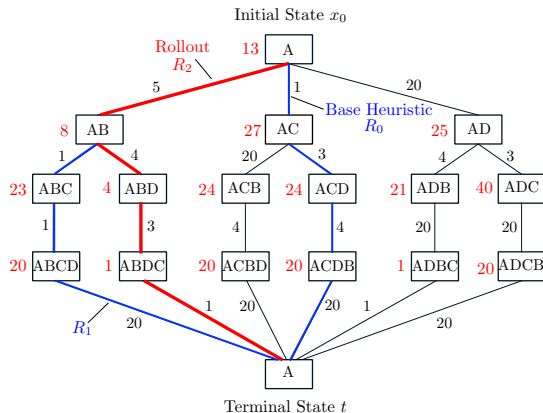 Initial State x₀
13 A
Rollout
R₂
5 1 20
Base Heuristic
R₀
8 AB 27 AC 25 AD
1 4 20 3 4 3
23 ABC 4 ABD 24 ACB 24 ACD 21 ADB 40 ADC
1 3 4 4 20 20
20 ABCD 1 ABDC 20 ACBD 20 ACDB 1 ADBC 20 ADCB
R₁ 20 1 20 20 1 20
A
Terminal State t